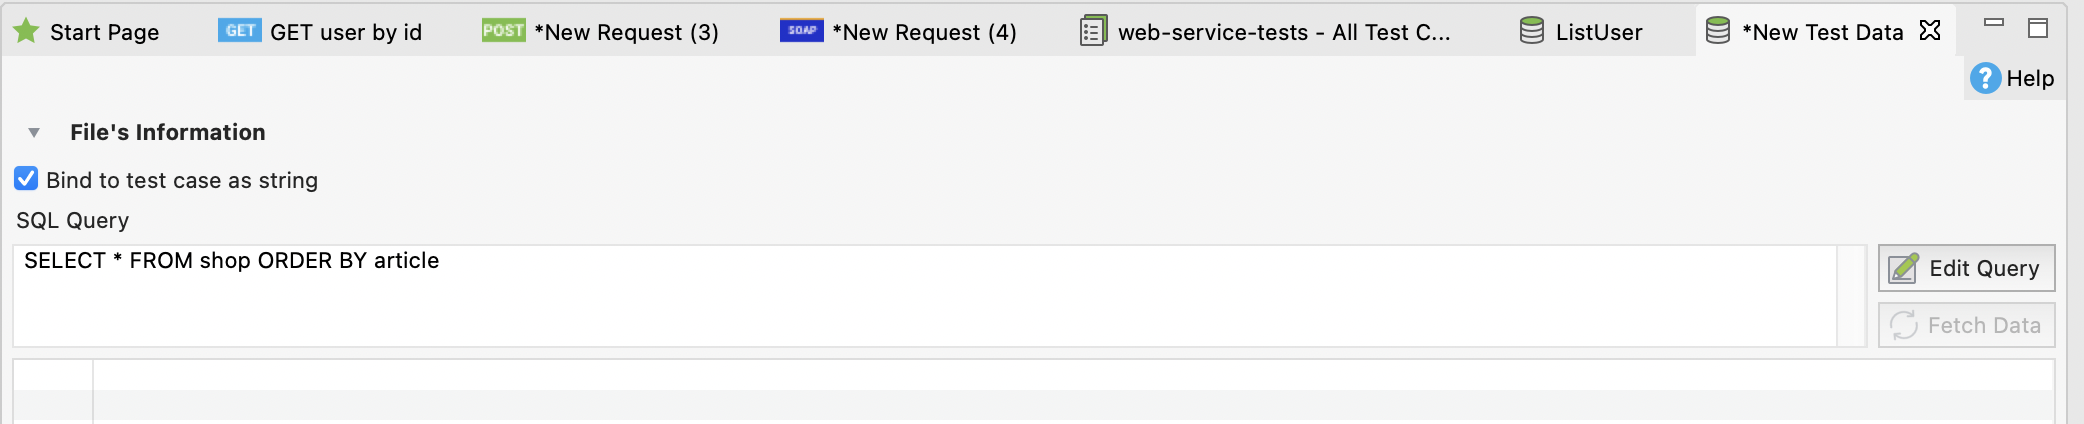 Start Page GET GET user by id POST *New Request (3) SOAP *New Request (4) web-service-tests - All Test C... ListUser *New Test Data
? Help
File's Information
Bind to test case as string
SQL Query
SELECT * FROM shop ORDER BY article
Edit Query
Fetch Data